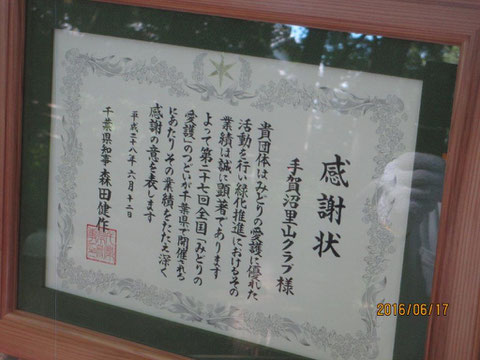 感謝状
手賀沼里山クラブ 様
貴団体はみどりの愛護に優れた
活動を行い緑化推進におけるその
業績は誠に顕著であります
よって第二十七回全国「みどりの
愛護」のつどいが千葉県で開催される
にあたり その業績をたたえ深く
感謝の意を表します
平成二十八年六月十二日
千葉県知事 森田健作
2016/06/17